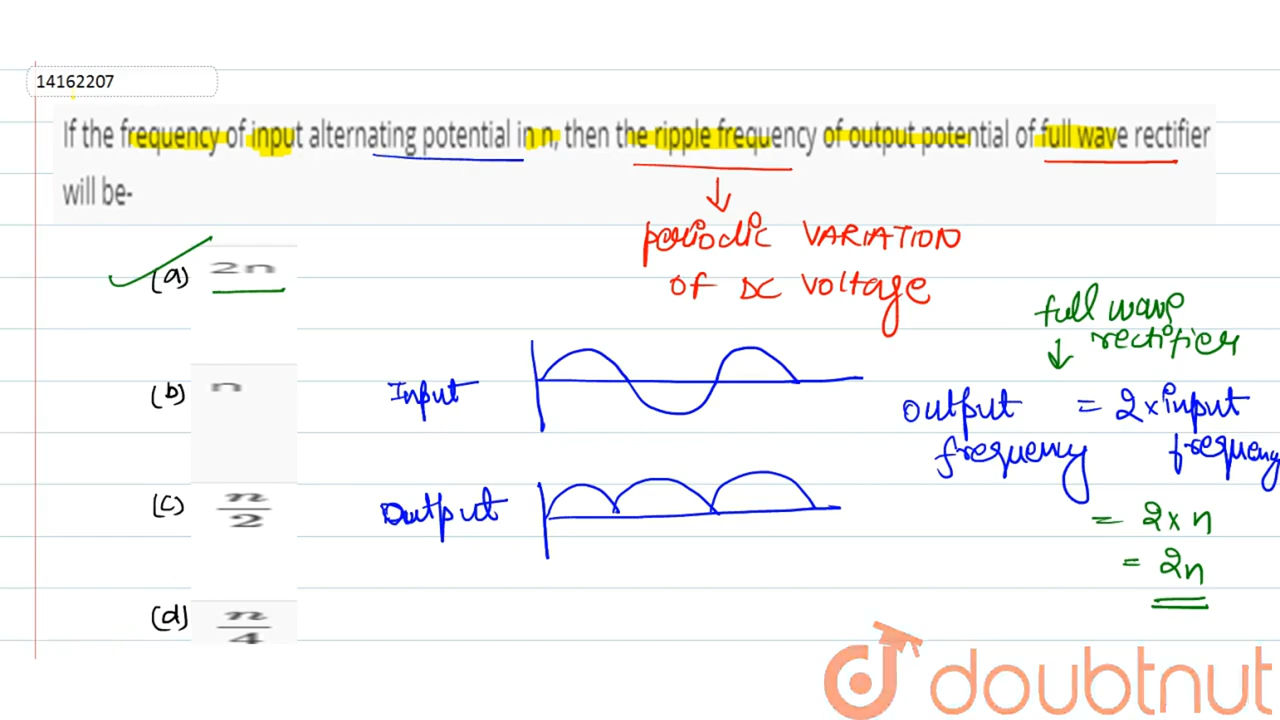 14162207
If the frequency of input alternating potential in n, then the ripple frequency of output potential of full wave rectifier
will be-
periodic VARIATION
of DC voltage
(a) 2n
full wave
rectifier
(b) n
Input
output = 2×input
frequency frequency
(c) n/2
Output
= 2×n
= 2n
(d) n/4
doubtnut